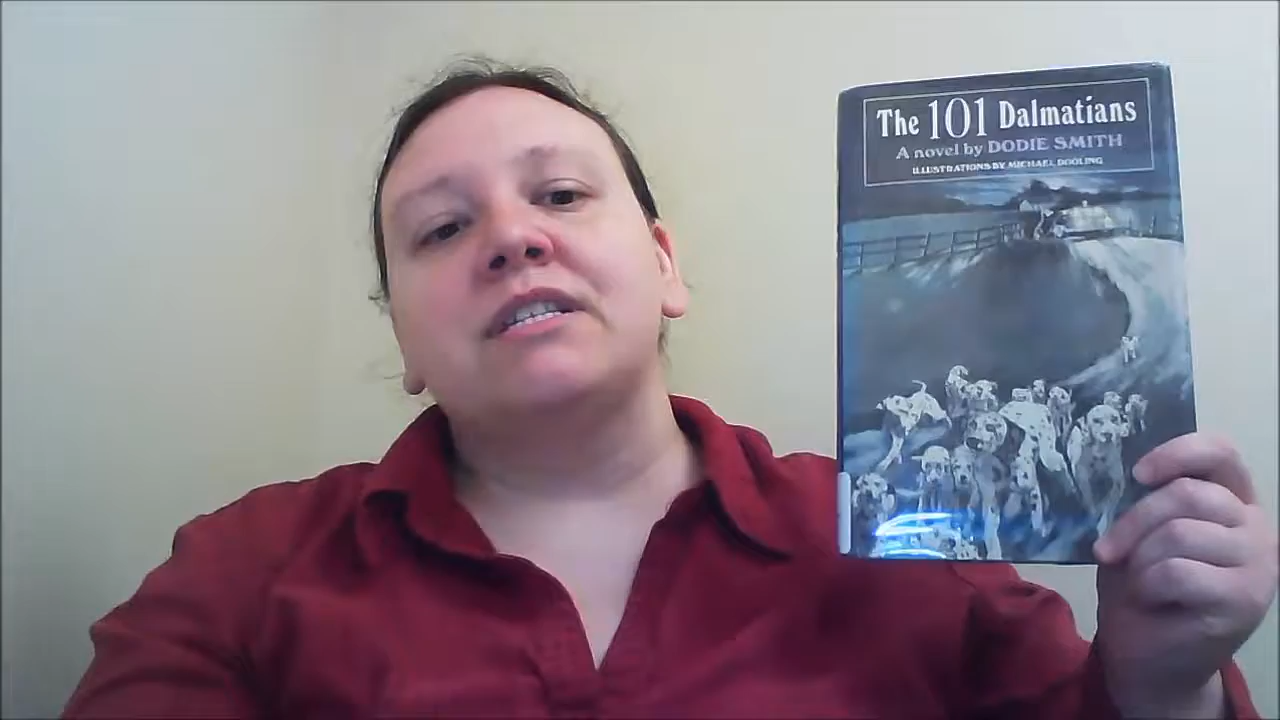 The 101 Dalmatians
A novel by DODIE SMITH
ILLUSTRATIONS BY MICHAEL DOOLING